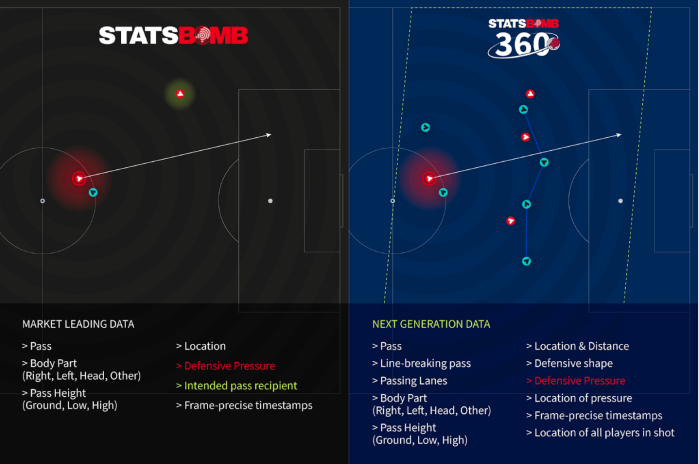 STATSBOMB
MARKET LEADING DATA
> Pass
> Body Part
(Right, Left, Head, Other)
> Pass Height
(Ground, Low, High)
> Location
> Defensive Pressure
> Intended pass recipient
> Frame-precise timestamps
STATSBOMB
360
NEXT GENERATION DATA
> Pass
> Line-breaking pass
> Passing Lanes
> Body Part
(Right, Left, Head, Other)
> Pass Height
(Ground, Low, High)
> Location & Distance
> Defensive shape
> Defensive Pressure
> Location of pressure
> Frame-precise timestamps
> Location of all players in shot